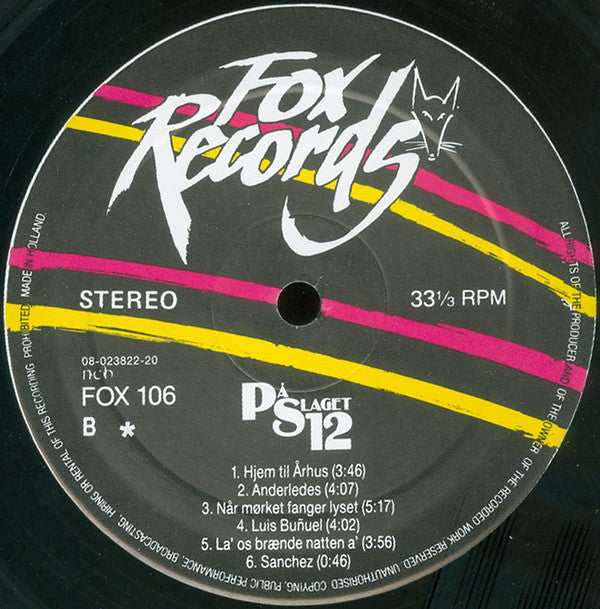 Fox
Records
STEREO
33⅓ RPM
08-023822-20
ncb
FOX 106
B *
PÅ
SLAGET
12
1. Hjem til Århus (3:46)
2. Anderledes (4:07)
3. Når mørket fanger lyset (5:17)
4. Luis Buñuel (4:02)
5. La' os brænde natten a' (3:56)
6. Sanchez (0:46)
ALL RIGHTS OF THE PRODUCER AND OF THE OWNER OF THE RECORDED WORK RESERVED. UNAUTHORISED COPYING, PUBLIC PERFORMANCE, BROADCASTING, HIRING OR RENTAL OF THIS RECORDING PROHIBITED. MADE IN HOLLAND.